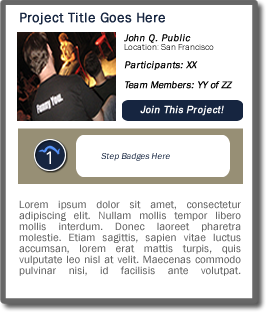 Project Title Goes Here
John Q. Public
Location: San Francisco
Participants: XX
Team Members: YY of ZZ
Funny You.
Join This Project!
1
Step Badges Here
Lorem ipsum dolor sit amet, consectetur
adipiscing elit. Nullam mollis tempor libero
mollis interdum. Donec laoreet pharetra
molestie. Etiam sagittis, sapien vitae luctus
accumsan, lorem erat mattis turpis, quis
vulputate leo nisl at velit. Maecenas commodo
pulvinar nisi, id facilisis ante volutpat.